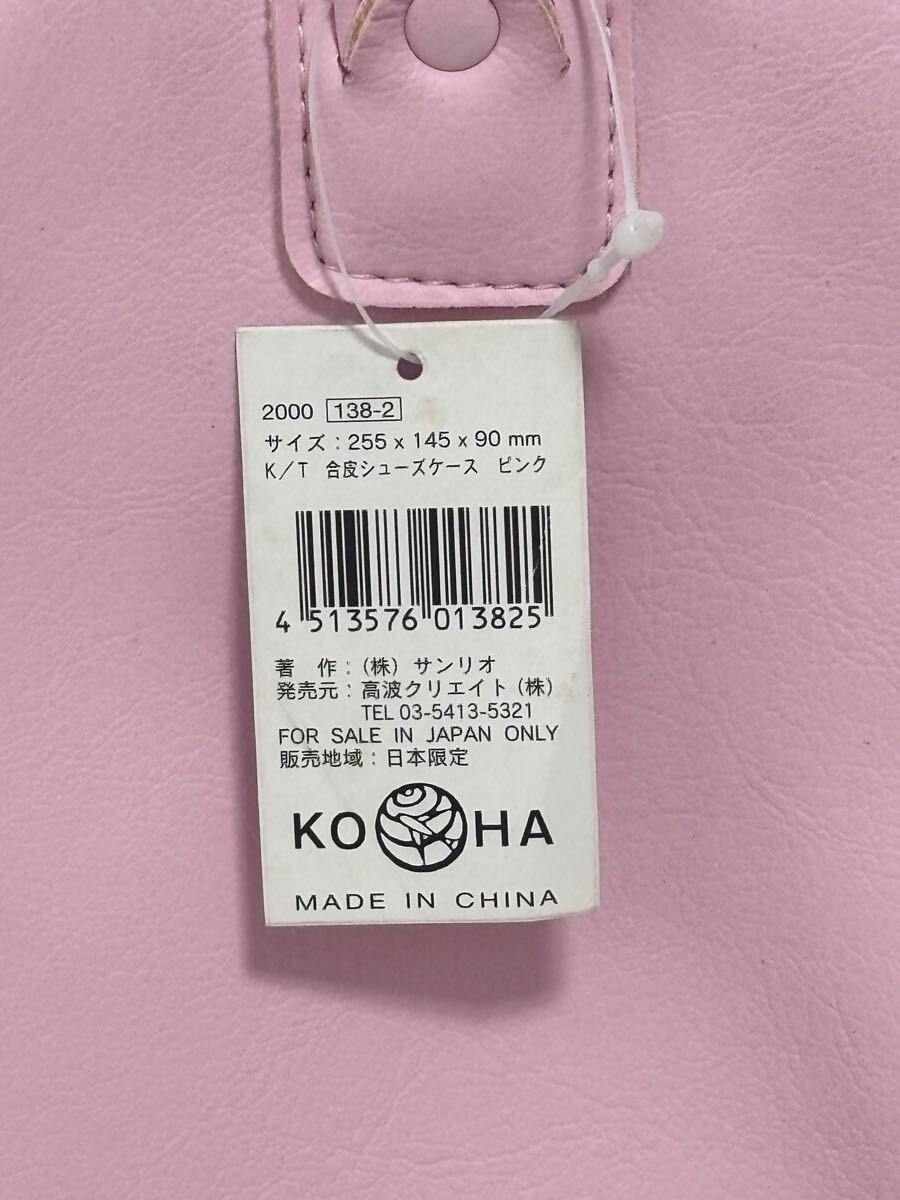 2000 138-2
サイズ：255 x 145 x 90 mm
K／T 合皮シューズケース ピンク
4 513576 013825
著 作：（株）サンリオ
発売元：高波クリエイト（株）
TEL 03-5413-5321
FOR SALE IN JAPAN ONLY
販売地域：日本限定
KO HA
MADE IN CHINA